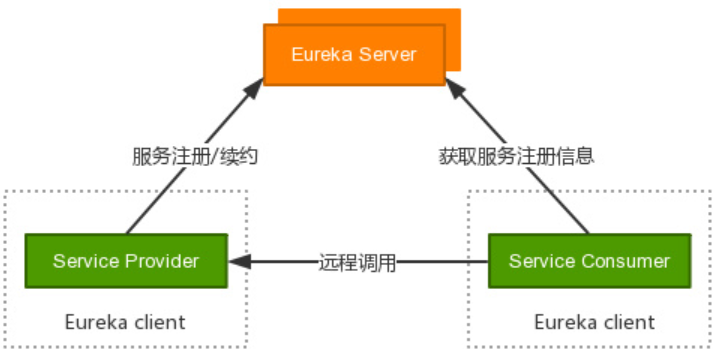 Eureka Server
服务注册/续约
获取服务注册信息
Service Provider
远程调用
Service Consumer
Eureka client
Eureka client